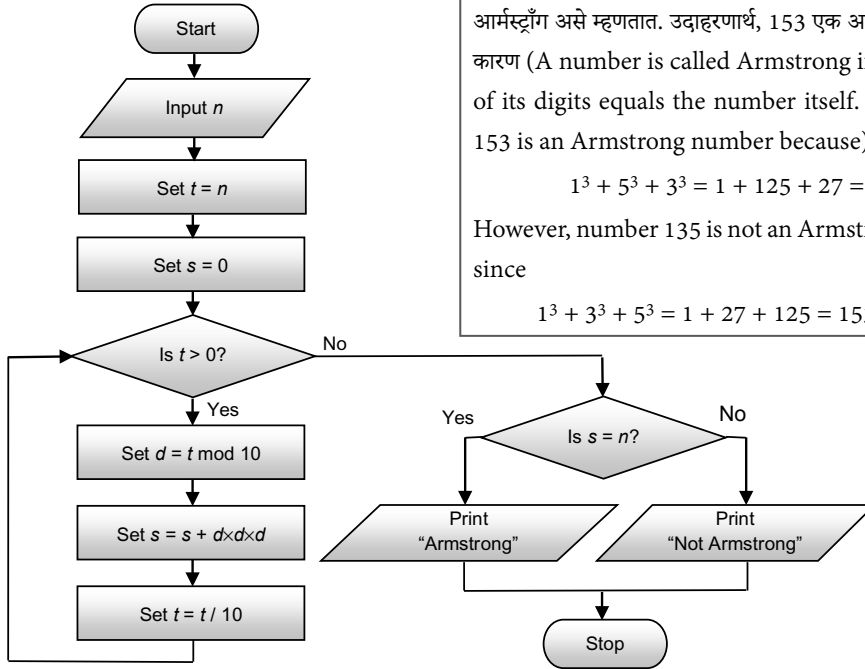 Start
Input n
Set t = n
Set s = 0
Is t > 0?
No
Yes
Set d = t mod 10
Set s = s + d×d×d
Set t = t / 10
Is s = n?
Yes
No
Print
“Armstrong”
Print
“Not Armstrong”
Stop
आर्मस्ट्राँग असे म्हणतात. उदाहरणार्थ, 153 एक
कारण (A number is called Armstrong
of its digits equals the number itself.
153 is an Armstrong number because)
1³ + 5³ + 3³ = 1 + 125 + 27 =
However, number 135 is not an
since
1³ + 3³ + 5³ = 1 + 27 + 125 =